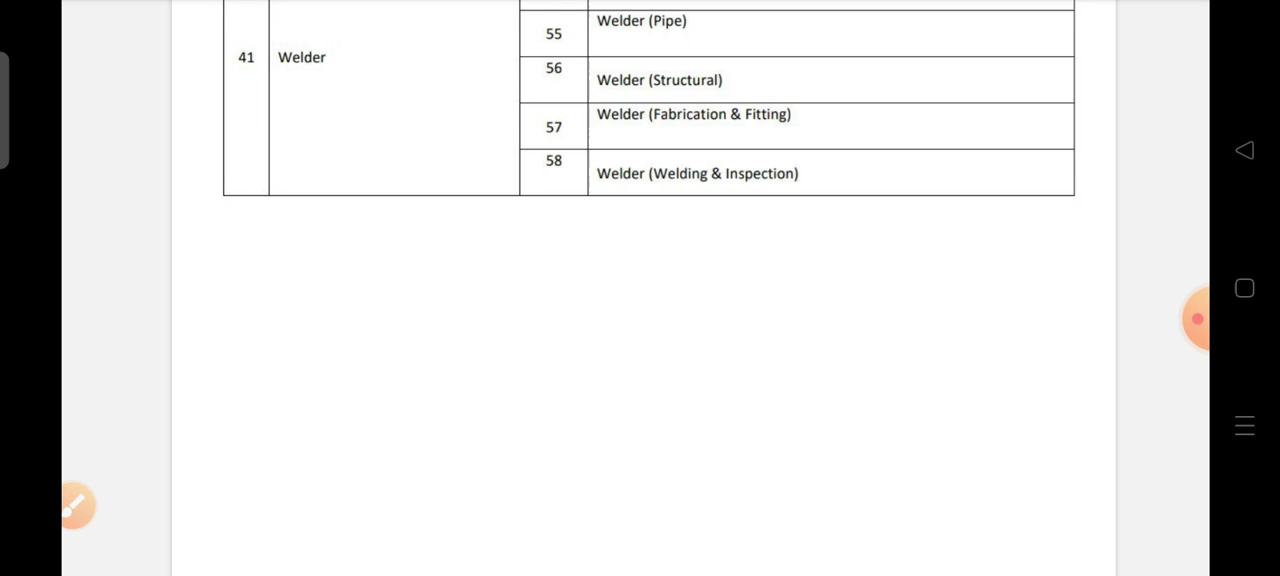 55 Welder (Pipe)
41 Welder
56 Welder (Structural)
57 Welder (Fabrication & Fitting)
58 Welder (Welding & Inspection)